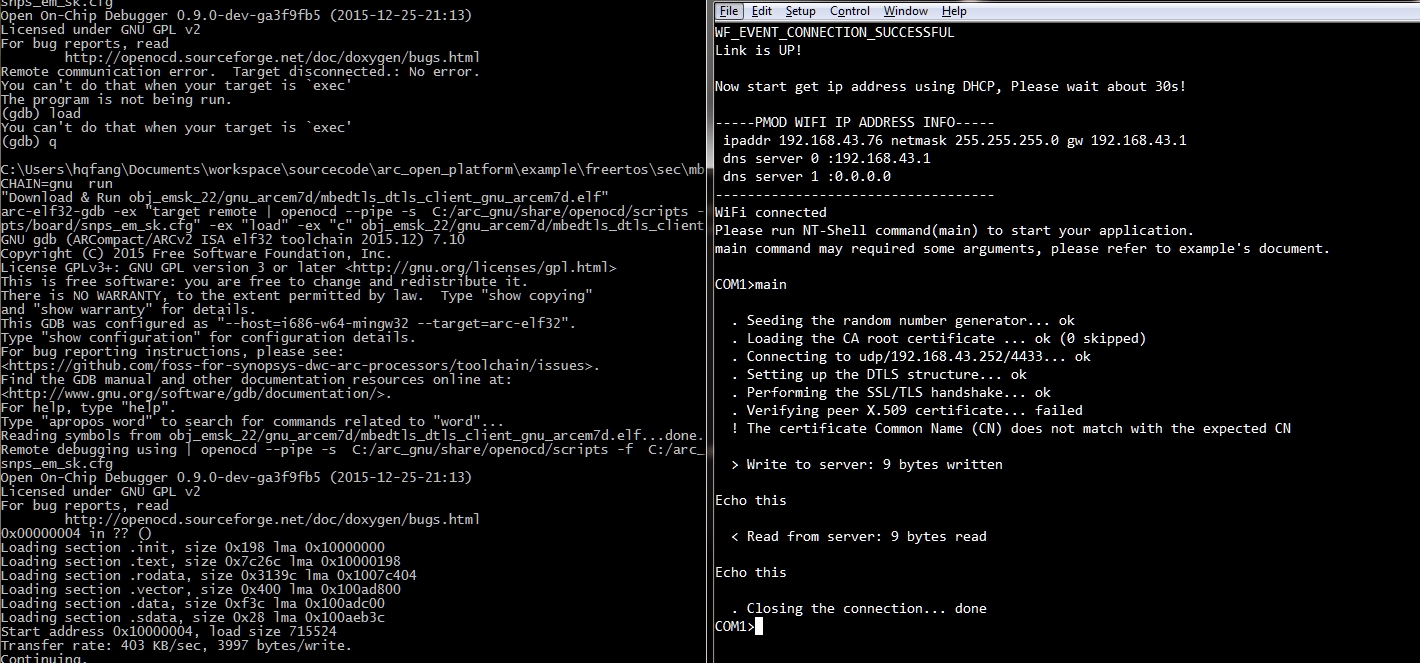 snps_em_sk.cfg
Open On-Chip Debugger 0.9.0-dev-ga3f9fb5 (2015-12-25-21:13)
Licensed under GNU GPL v2
For bug reports, read
http://openocd.sourceforge.net/doc/doxygen/bugs.html
Remote communication error.  Target disconnected.: No error.
You can't do that when your target is `exec'
The program is not being run.
(gdb) load
You can't do that when your target is `exec'
(gdb) q
C:\Users\hqfang\Documents\workspace\sourcecode\arc_open_platform\example\freertos\sec\mb
CHAIN=gnu  run
"Download & Run obj_emsk_22/gnu_arcem7d/mbedtls_dtls_client_gnu_arcem7d.elf"
arc-elf32-gdb -ex "target remote | openocd --pipe -s  C:/arc_gnu/share/openocd/scripts -
pts/board/snps_em_sk.cfg" -ex "load" -ex "c" obj_emsk_22/gnu_arcem7d/mbedtls_dtls_client
GNU gdb (ARCompact/ARCv2 ISA elf32 toolchain 2015.12) 7.10
Copyright (C) 2015 Free Software Foundation, Inc.
License GPLv3+: GNU GPL version 3 or later <http://gnu.org/licenses/gpl.html>
This is free software: you are free to change and redistribute it.
There is NO WARRANTY, to the extent permitted by law.  Type "show copying"
and "show warranty" for details.
This GDB was configured as "--host=i686-w64-mingw32 --target=arc-elf32".
Type "show configuration" for configuration details.
For bug reporting instructions, please see:
<https://github.com/foss-for-synopsys-dwc-arc-processors/toolchain/issues>.
Find the GDB manual and other documentation resources online at:
<http://www.gnu.org/software/gdb/documentation/>.
For help, type "help".
Type "apropos word" to search for commands related to "word"...
Reading symbols from obj_emsk_22/gnu_arcem7d/mbedtls_dtls_client_gnu_arcem7d.elf...done.
Remote debugging using | openocd --pipe -s  C:/arc_gnu/share/openocd/scripts -f  C:/arc_
snps_em_sk.cfg
Open On-Chip Debugger 0.9.0-dev-ga3f9fb5 (2015-12-25-21:13)
Licensed under GNU GPL v2
For bug reports, read
http://openocd.sourceforge.net/doc/doxygen/bugs.html
0x00000004 in ?? ()
Loading section .init, size 0x198 lma 0x10000000
Loading section .text, size 0x7c26c lma 0x10000198
Loading section .rodata, size 0x3139c lma 0x1007c404
Loading section .vector, size 0x400 lma 0x100ad800
Loading section .data, size 0xf3c lma 0x100adc00
Loading section .sdata, size 0x28 lma 0x100aeb3c
Start address 0x10000004, load size 715524
Transfer rate: 403 KB/sec, 3997 bytes/write.
Continuing.
File Edit Setup Control Window Help
WF_EVENT_CONNECTION_SUCCESSFUL
Link is UP!
Now start get ip address using DHCP, Please wait about 30s!
-----PMOD WIFI IP ADDRESS INFO-----
ipaddr 192.168.43.76 netmask 255.255.255.0 gw 192.168.43.1
dns server 0 :192.168.43.1
dns server 1 :0.0.0.0
-----------------------------------
WiFi connected
Please run NT-Shell command(main) to start your application.
main command may required some arguments, please refer to example's document.
COM1>main
. Seeding the random number generator... ok
. Loading the CA root certificate ... ok (0 skipped)
. Connecting to udp/192.168.43.252/4433... ok
. Setting up the DTLS structure... ok
. Performing the SSL/TLS handshake... ok
. Verifying peer X.509 certificate... failed
! The certificate Common Name (CN) does not match with the expected CN
> Write to server: 9 bytes written
Echo this
< Read from server: 9 bytes read
Echo this
. Closing the connection... done
COM1>